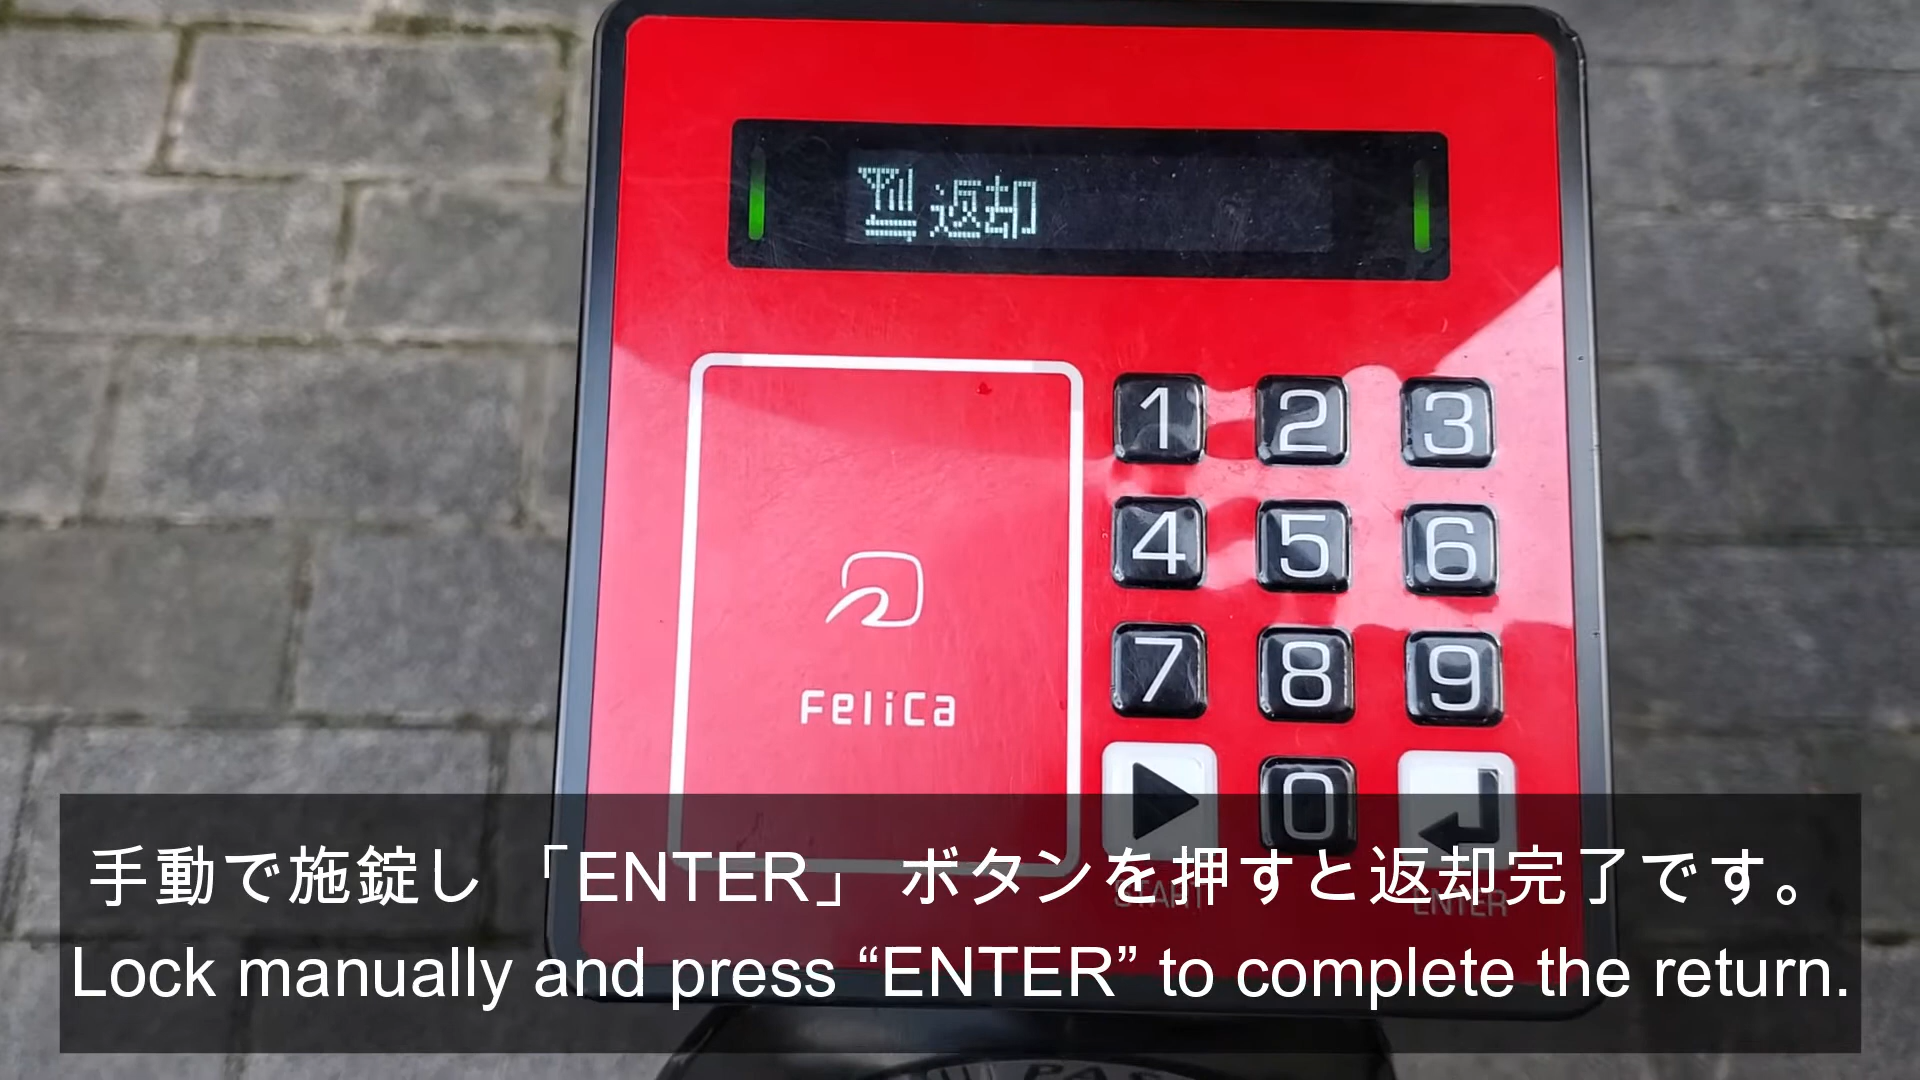 返却
1 2 3
4 5 6
FeliCa
7 8 9
0
START ENTER
手動で施錠し 「ENTER」 ボタンを押すと返却完了です。
Lock manually and press “ENTER” to complete the return.